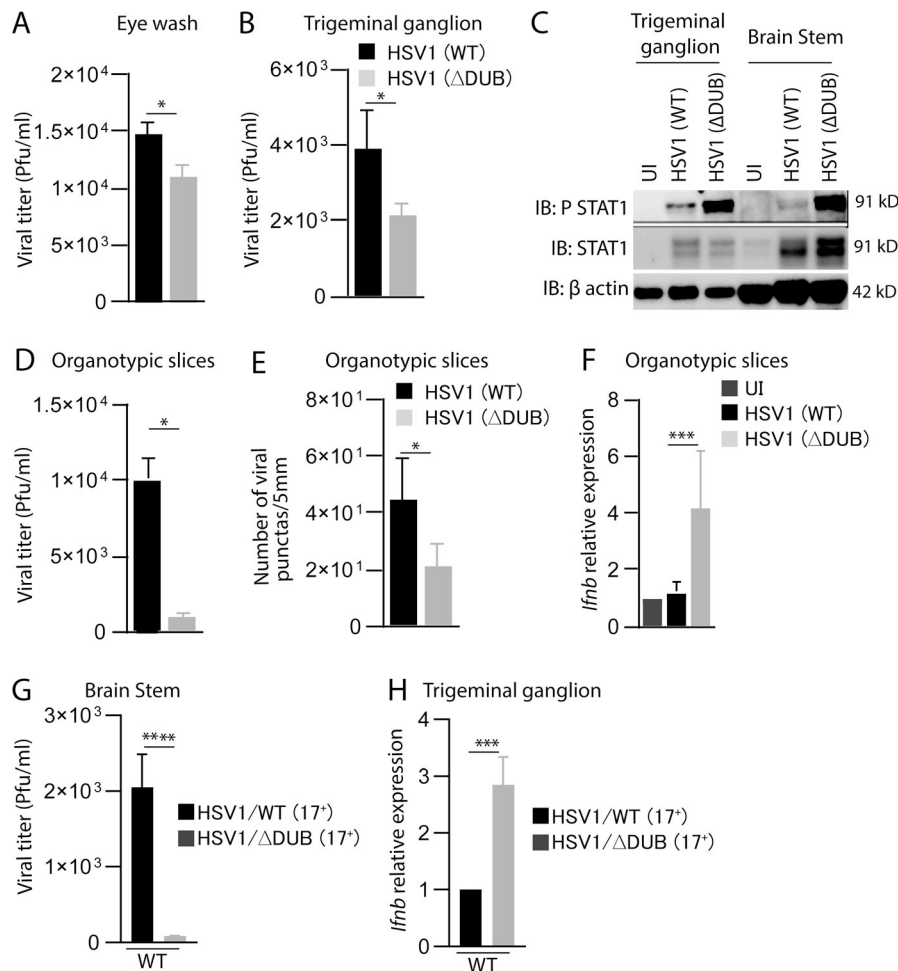 A Eye wash
Viral titer (Pfu/ml)
2×10⁴
1.5×10⁴
1×10⁴
5×10³
0
*
B Trigeminal ganglion
HSV1 (WT)
HSV1 (ΔDUB)
Viral titer (Pfu/ml)
6×10³
4×10³
2×10³
0
*
C
Trigeminal
ganglion
Brain Stem
UI
HSV1 (WT)
HSV1 (ΔDUB)
UI
HSV1 (WT)
HSV1 (ΔDUB)
IB: P STAT1 91 kD
IB: STAT1 91 kD
IB: β actin 42 kD
D Organotypic slices
Viral titer (Pfu/ml)
1.5×10⁴
1×10⁴
5×10³
0
*
E Organotypic slices
HSV1 (WT)
HSV1 (ΔDUB)
Number of viral
punctas/5mm
8×10¹
6×10¹
4×10¹
2×10¹
0
*
F Organotypic slices
UI
HSV1 (WT)
HSV1 (ΔDUB)
Ifnb relative expression
8
6
4
2
0
***
G Brain Stem
Viral titer (Pfu/ml)
3×10³
2×10³
1×10³
0
****
WT
HSV1/WT (17⁺)
HSV1/ΔDUB (17⁺)
H Trigeminal ganglion
Ifnb relative expression
4
3
2
1
0
***
WT
HSV1/WT (17⁺)
HSV1/ΔDUB (17⁺)